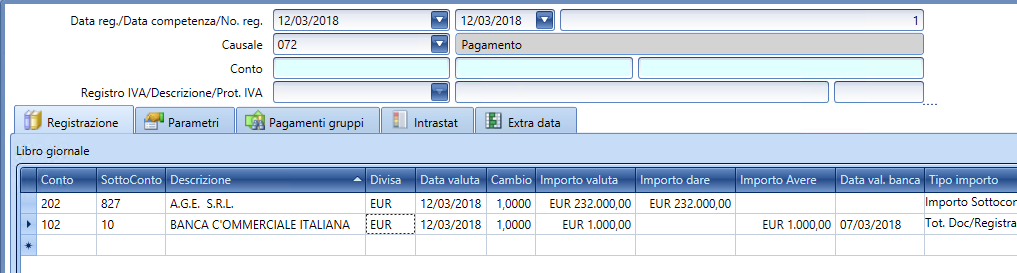 Data reg./Data competenza/No. reg. 12/03/2018 12/03/2018 1
Causale 072 Pagamento
Conto
Registro IVA/Descrizione/Prot. IVA
Registrazione Parametri Pagamenti gruppi Intrastat Extra data
Libro giornale
Conto SottoConto Descrizione Divisa Data valuta Cambio Importo valuta Importo dare Importo Avere Data val. banca Tipo importo
202 827 A.G.E. S.R.L. EUR 12/03/2018 1,0000 EUR 232.000,00 EUR 232.000,00 Importo Sottocon
102 10 BANCA C'OMMERCIALE ITALIANA EUR 12/03/2018 1,0000 EUR 1.000,00 EUR 1.000,00 07/03/2018 Tot. Doc/Registra